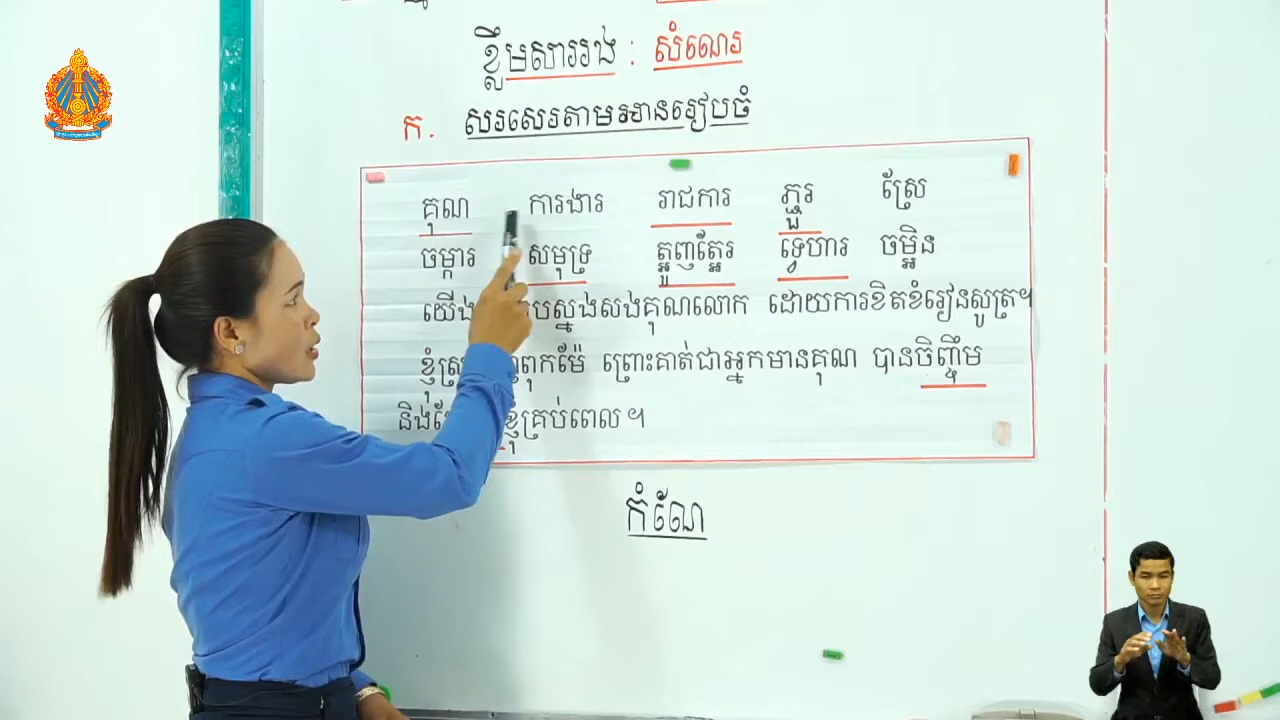 ខ្លឹមសាររង : សំណេរ
ក. សរសេរតាមអានរៀបចំ
គុណ ការងារ រាជការ ភ្ជួរ ស្រែ
ចម្ការ សមុទ្រ ត្អូញត្អែរ ទ្វេហារ ចម្អិន
យើង ស្នងសងគុណលោក ដោយការខិតខំរៀនសូត្រ។
ខ្ញុំ ពុកម៉ែ ព្រោះគាត់ជាអ្នកមានគុណ បានចិញ្ចឹម
និង ខ្ញុំគ្រប់ពេល។
កំណែ